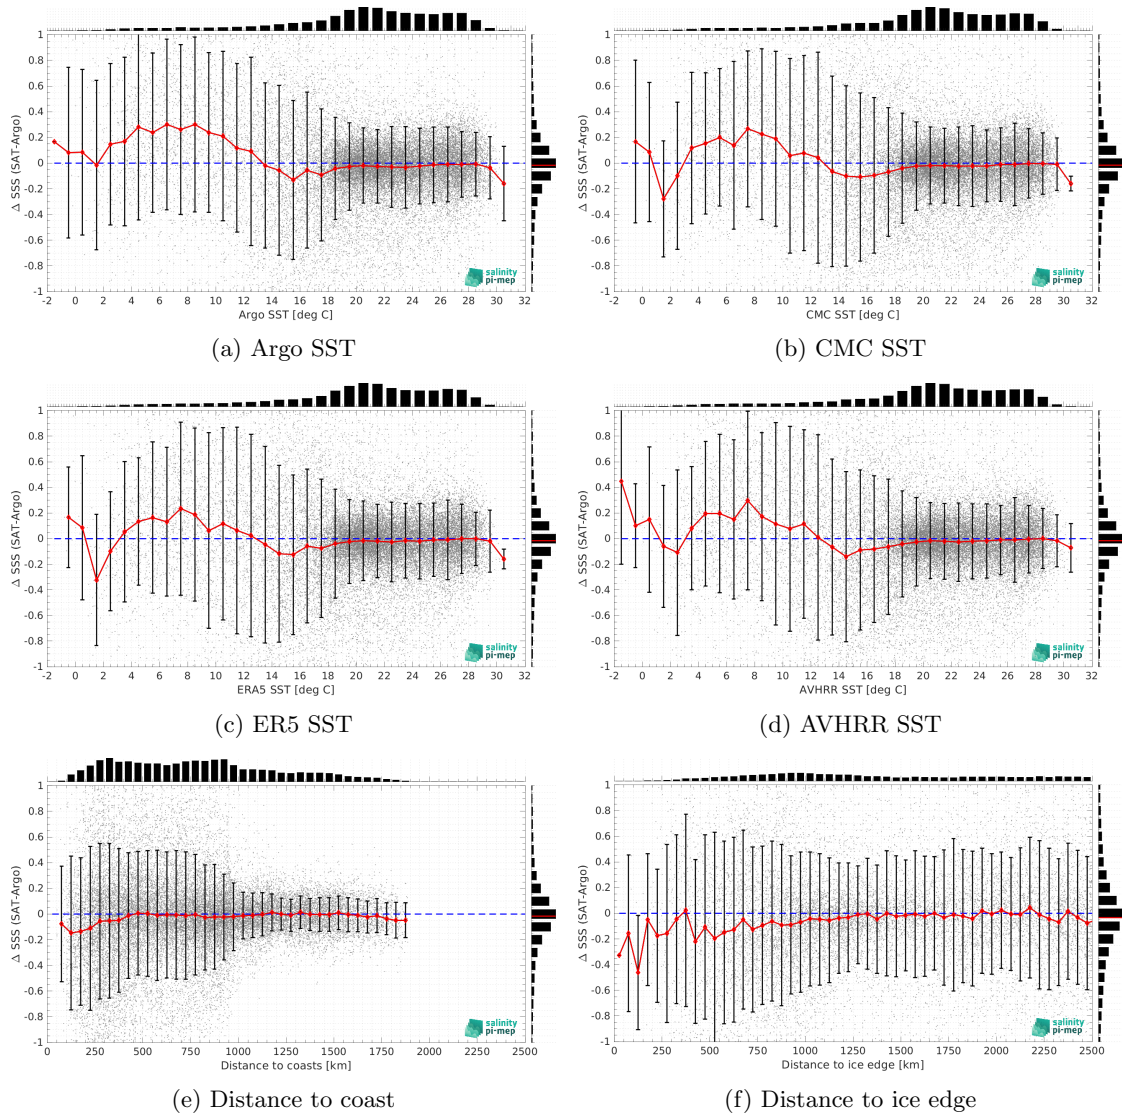 1
0.8
0.6
0.4
0.2
0
-0.2
-0.4
-0.6
-0.8
-1
Δ SSS (SAT-Argo)
-2 0 2 4 6 8 10 12 14 16 18 20 22 24 26 28 30 32
Argo SST [deg C]
salinity
pi-mep
(a) Argo SST
1
0.8
0.6
0.4
0.2
0
-0.2
-0.4
-0.6
-0.8
-1
Δ SSS (SAT-Argo)
-2 0 2 4 6 8 10 12 14 16 18 20 22 24 26 28 30 32
CMC SST [deg C]
salinity
pi-mep
(b) CMC SST
1
0.8
0.6
0.4
0.2
0
-0.2
-0.4
-0.6
-0.8
-1
Δ SSS (SAT-Argo)
-2 0 2 4 6 8 10 12 14 16 18 20 22 24 26 28 30 32
ERA5 SST [deg C]
salinity
pi-mep
(c) ER5 SST
1
0.8
0.6
0.4
0.2
0
-0.2
-0.4
-0.6
-0.8
-1
Δ SSS (SAT-Argo)
-2 0 2 4 6 8 10 12 14 16 18 20 22 24 26 28 30 32
AVHRR SST [deg C]
salinity
pi-mep
(d) AVHRR SST
1
0.8
0.6
0.4
0.2
0
-0.2
-0.4
-0.6
-0.8
-1
Δ SSS (SAT-Argo)
0 250 500 750 1000 1250 1500 1750 2000 2250 2500
Distance to coasts [km]
salinity
pi-mep
(e) Distance to coast
1
0.8
0.6
0.4
0.2
0
-0.2
-0.4
-0.6
-0.8
-1
Δ SSS (SAT-Argo)
0 250 500 750 1000 1250 1500 1750 2000 2250 2500
Distance to ice edge [km]
salinity
pi-mep
(f) Distance to ice edge